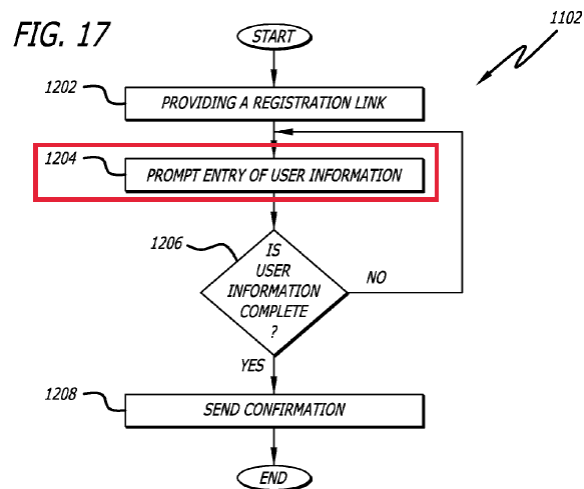 FIG. 17
1102
START
1202
PROVIDING A REGISTRATION LINK
1204
PROMPT ENTRY OF USER INFORMATION
1206
IS
USER
INFORMATION
COMPLETE
?
NO
YES
1208
SEND CONFIRMATION
END